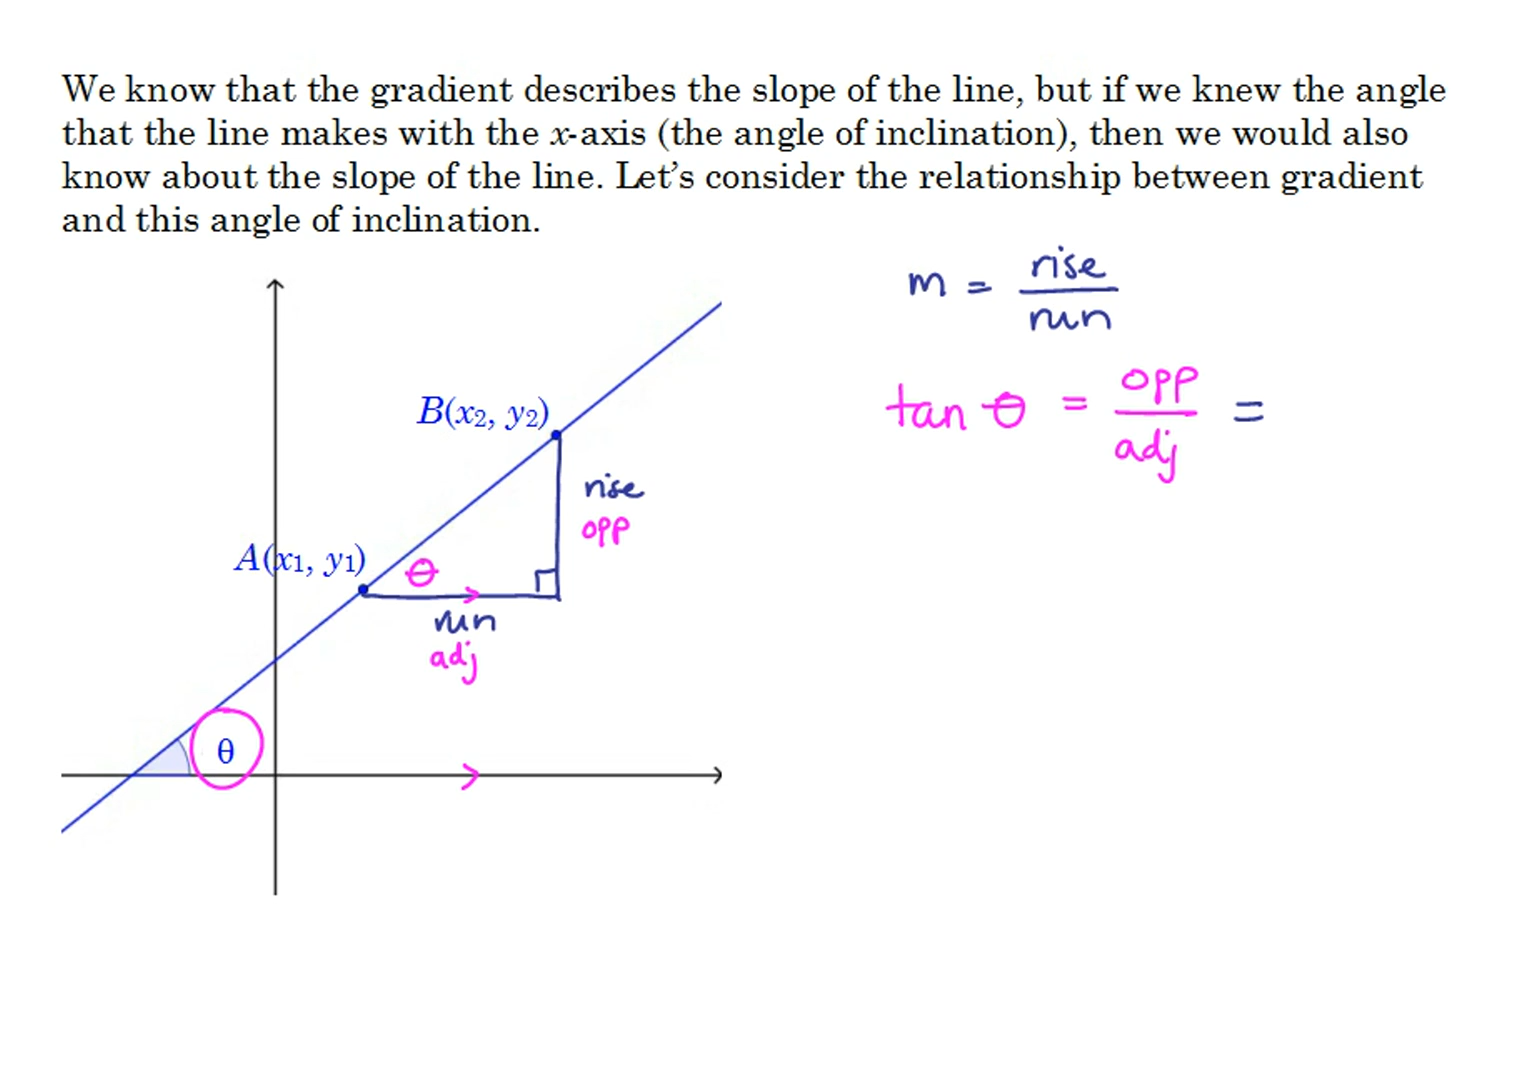 We know that the gradient describes the slope of the line, but if we knew the angle
that the line makes with the x-axis (the angle of inclination), then we would also
know about the slope of the line. Let's consider the relationship between gradient
and this angle of inclination.
m = rise/run
tan θ = opp/adj =
B(x2, y2)
rise
opp
A(x1, y1)
θ
run
adj
θ